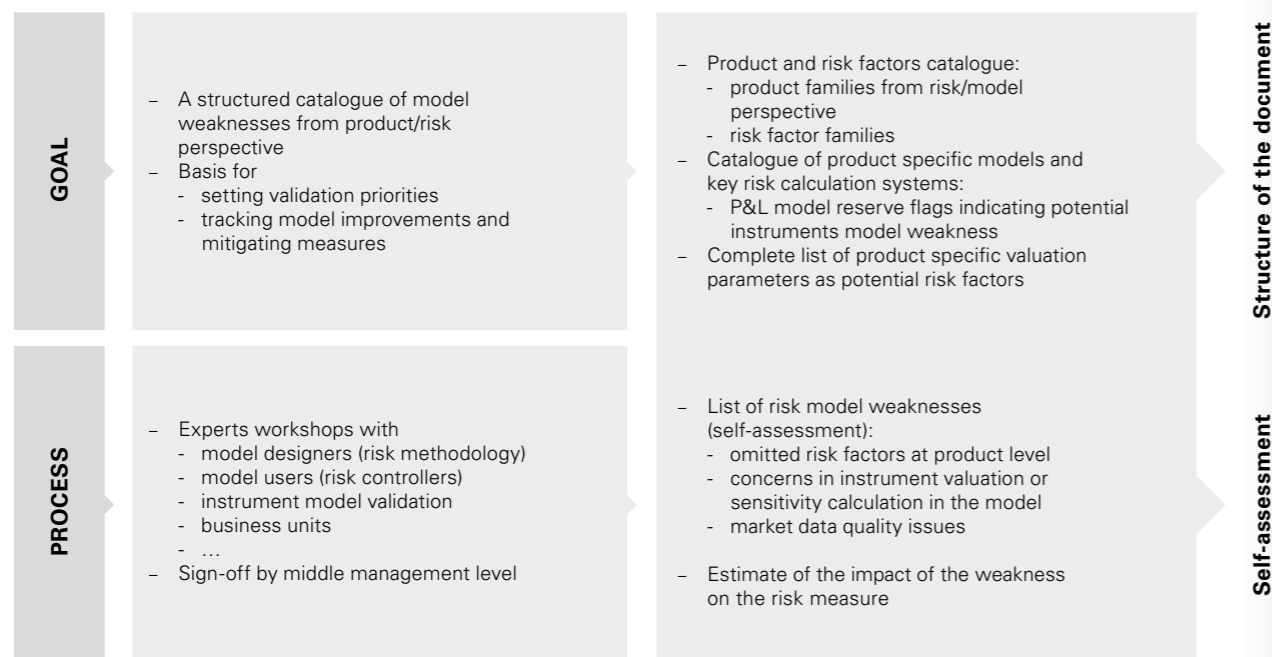 GOAL
– A structured catalogue of model
weaknesses from product/risk
perspective
– Basis for
- setting validation priorities
- tracking model improvements and
mitigating measures
– Product and risk factors catalogue:
- product families from risk/model
perspective
- risk factor families
– Catalogue of product specific models and
key risk calculation systems:
- P&L model reserve flags indicating potential
instruments model weakness
– Complete list of product specific valuation
parameters as potential risk factors
Structure of the document
PROCESS
– Experts workshops with
- model designers (risk methodology)
- model users (risk controllers)
- instrument model validation
- business units
- …
– Sign-off by middle management level
– List of risk model weaknesses
(self-assessment):
- omitted risk factors at product level
- concerns in instrument valuation or
sensitivity calculation in the model
- market data quality issues
– Estimate of the impact of the weakness
on the risk measure
Self-assessment